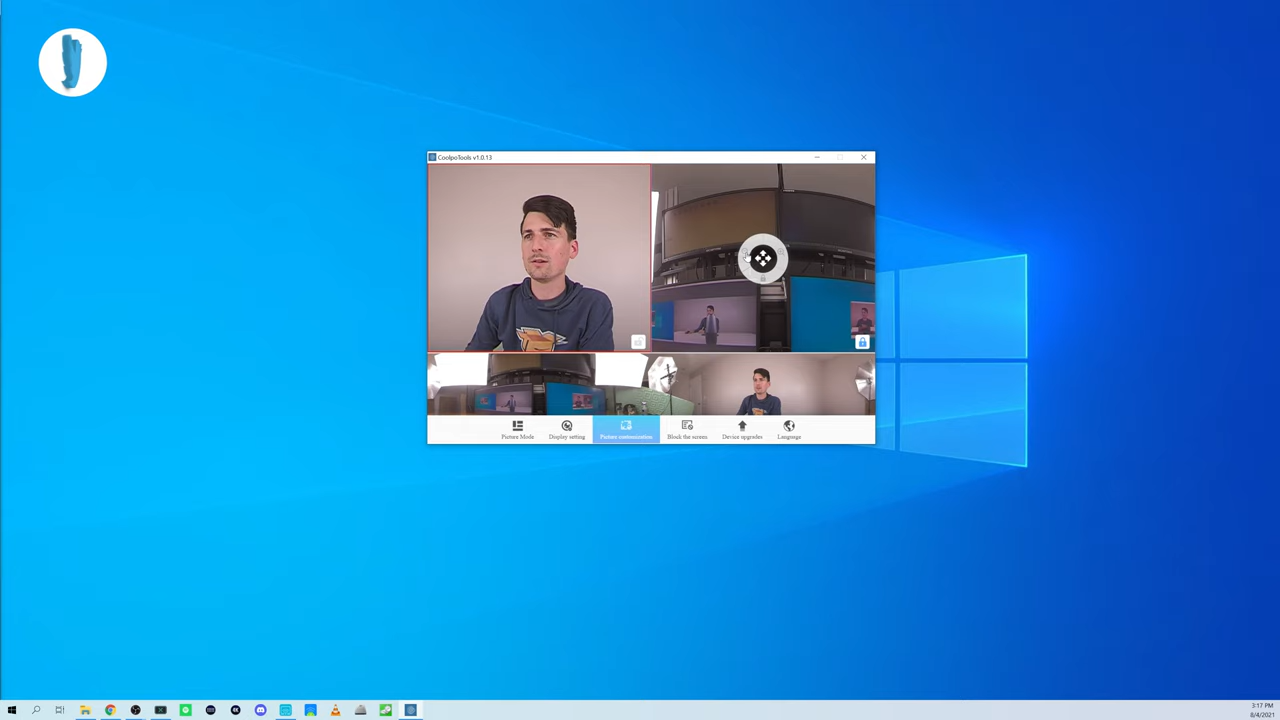 CoolpoTools v1.0.13
Picture Mode
Display setting
Picture customization
Block the screen
Device upgrades
Language
3:17 PM
8/4/2021